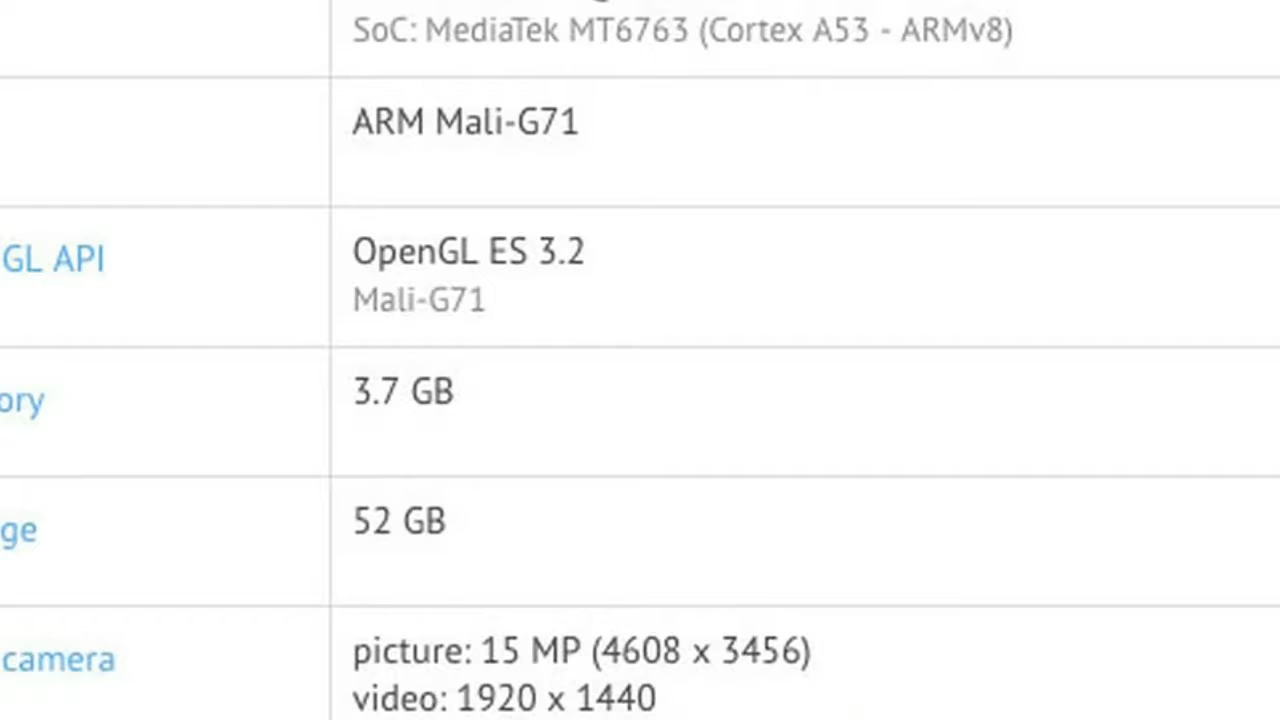 SoC: MediaTek MT6763 (Cortex A53 - ARMv8)
ARM Mali-G71
GL API
OpenGL ES 3.2
Mali-G71
ory
3.7 GB
ge
52 GB
camera
picture: 15 MP (4608 x 3456)
video: 1920 x 1440